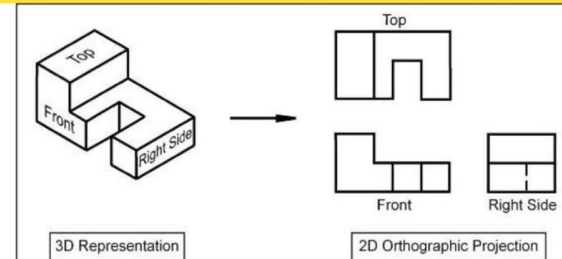 Top
Front
Right Side
3D Representation
Top
Front
Right Side
2D Orthographic Projection